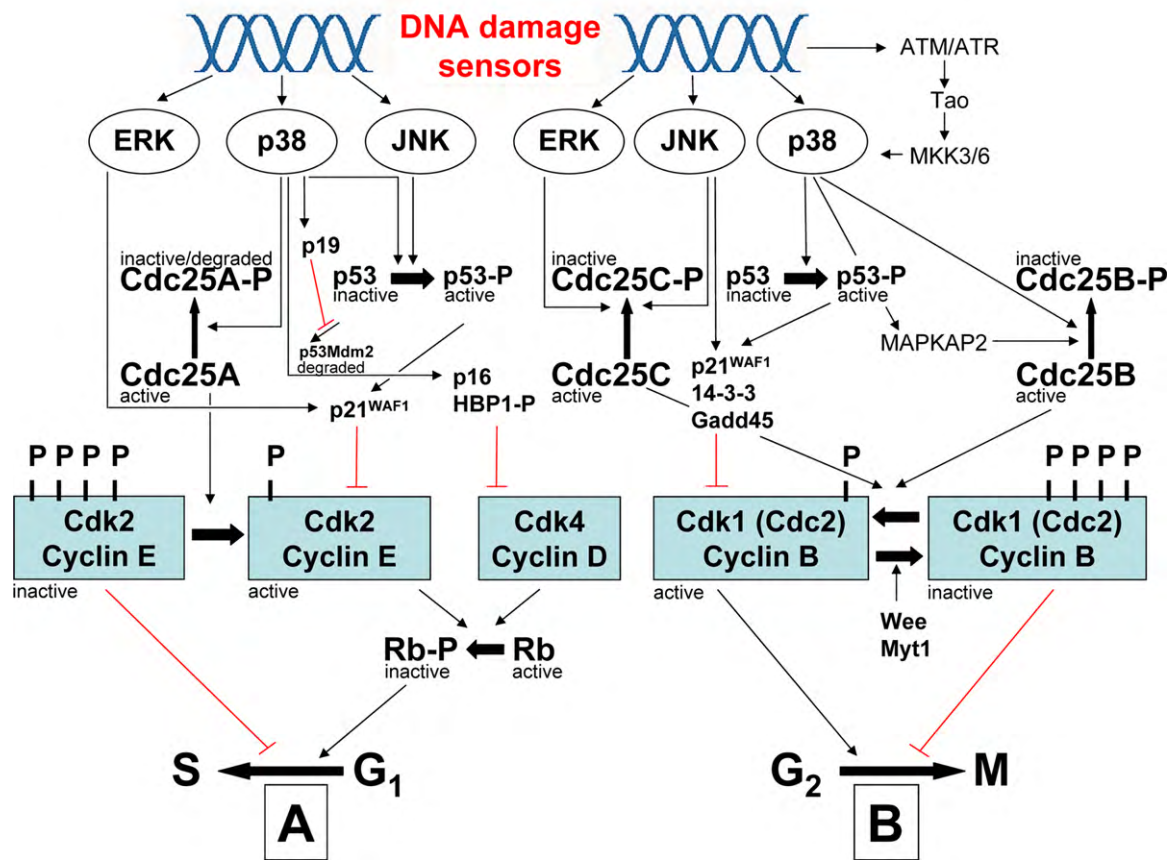 DNA damage
sensors
ATM/ATR
Tao
MKK3/6
ERK
p38
JNK
ERK
JNK
p38
p19
inactive/degraded
Cdc25A-P
p53
inactive
p53-P
active
p53Mdm2
degraded
Cdc25A
active
p21WAF1
p16
HBP1-P
inactive
Cdc25C-P
p53
inactive
p53-P
active
inactive
Cdc25B-P
MAPKAP2
Cdc25C
active
p21WAF1
14-3-3
Gadd45
Cdc25B
active
P P P P
Cdk2
Cyclin E
inactive
P
Cdk2
Cyclin E
active
Cdk4
Cyclin D
P
Cdk1 (Cdc2)
Cyclin B
active
P P P P
Cdk1 (Cdc2)
Cyclin B
inactive
Wee
Myt1
Rb-P
inactive
Rb
active
S
G1
A
G2
M
B